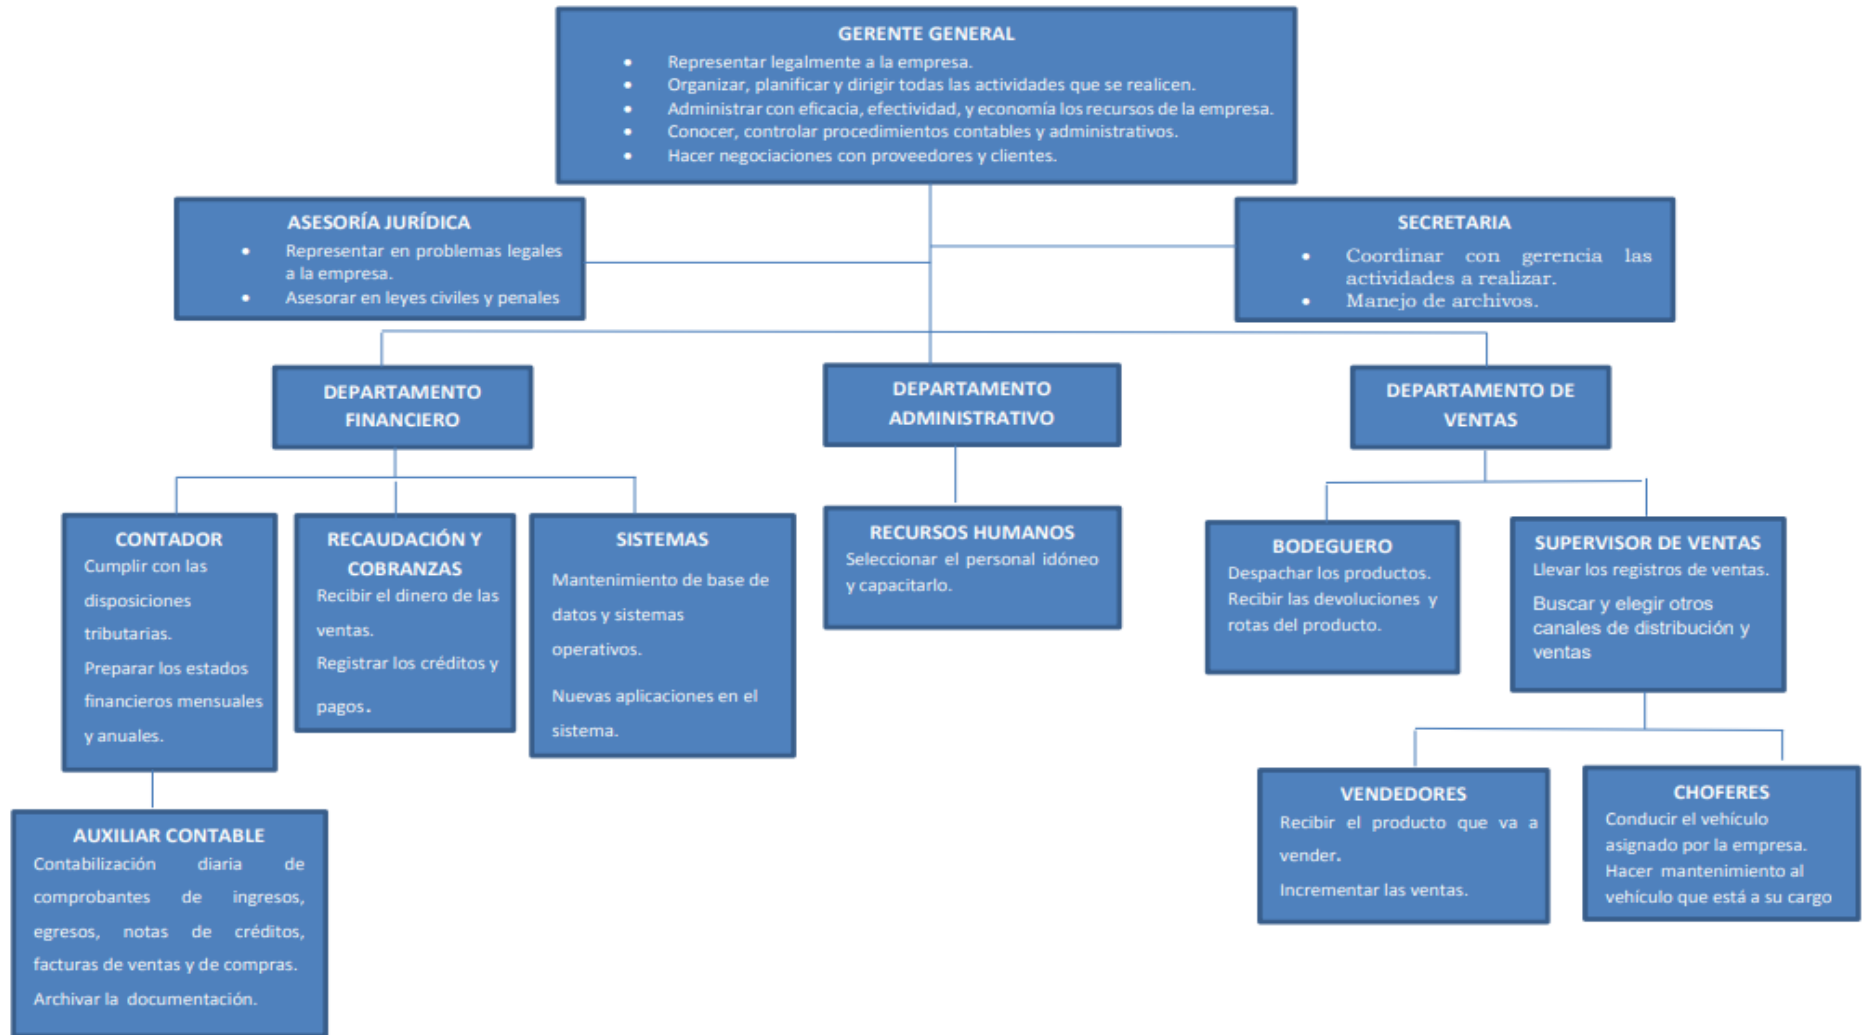 GERENTE GENERAL
• Representar legalmente a la empresa.
• Organizar, planificar y dirigir todas las actividades que se realicen.
• Administrar con eficacia, efectividad, y economía los recursos de la empresa.
• Conocer, controlar procedimientos contables y administrativos.
• Hacer negociaciones con proveedores y clientes.
ASESORÍA JURÍDICA
• Representar en problemas legales
a la empresa.
• Asesorar en leyes civiles y penales
SECRETARIA
• Coordinar con gerencia las
actividades a realizar.
• Manejo de archivos.
DEPARTAMENTO
FINANCIERO
DEPARTAMENTO
ADMINISTRATIVO
DEPARTAMENTO DE
VENTAS
CONTADOR
Cumplir con las
disposiciones
tributarias.
Preparar los estados
financieros mensuales
y anuales.
RECAUDACIÓN Y
COBRANZAS
Recibir el dinero de las
ventas.
Registrar los créditos y
pagos.
SISTEMAS
Mantenimiento de base de
datos y sistemas
operativos.
Nuevas aplicaciones en el
sistema.
RECURSOS HUMANOS
Seleccionar el personal idóneo
y capacitarlo.
BODEGUERO
Despachar los productos.
Recibir las devoluciones y
rotas del producto.
SUPERVISOR DE VENTAS
Llevar los registros de ventas.
Buscar y elegir otros
canales de distribución y
ventas
AUXILIAR CONTABLE
Contabilización diaria de
comprobantes de ingresos,
egresos, notas de créditos,
facturas de ventas y de compras.
Archivar la documentación.
VENDEDORES
Recibir el producto que va a
vender.
Incrementar las ventas.
CHOFERES
Conducir el vehículo
asignado por la empresa.
Hacer mantenimiento al
vehículo que está a su cargo